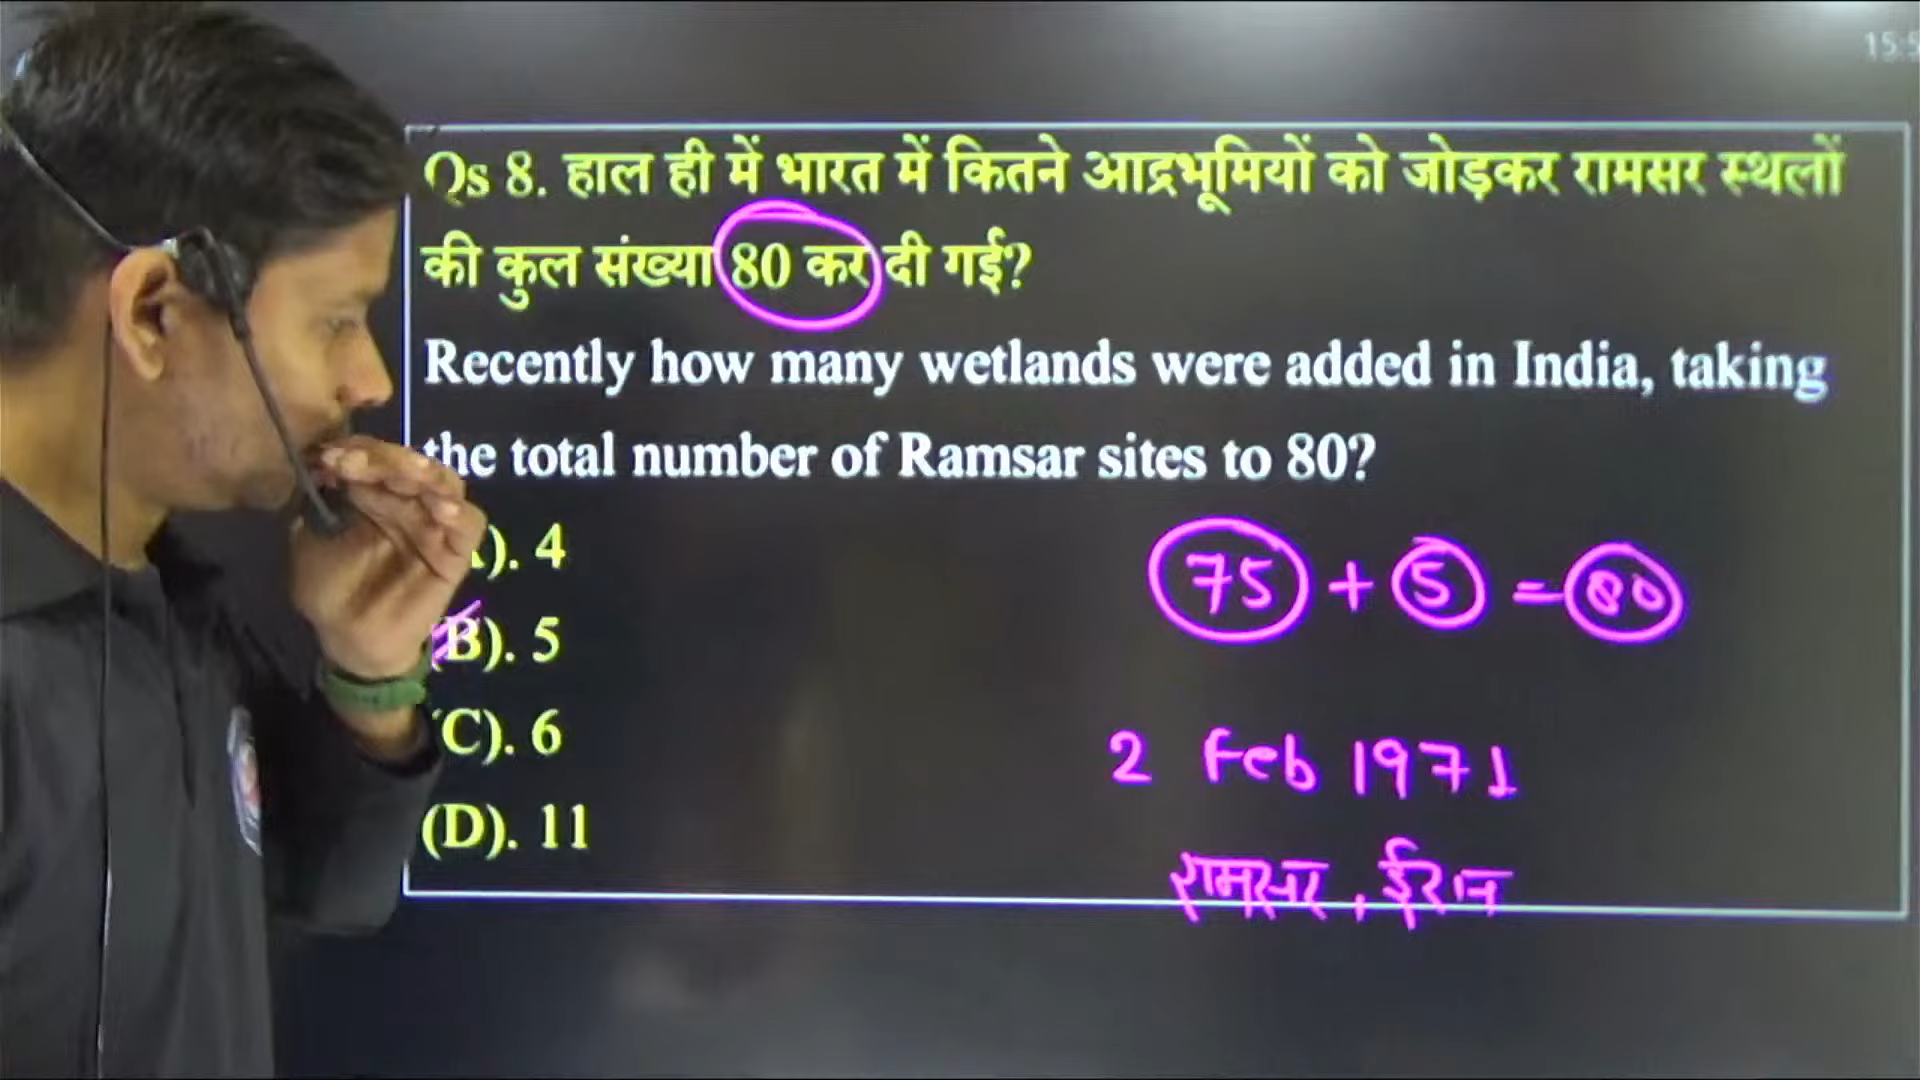 15:5
Qs 8. हाल ही में भारत में कितने आद्रभूमियों को जोड़कर रामसर स्थलों
की कुल संख्या 80 कर दी गई?
Recently how many wetlands were added in India, taking
the total number of Ramsar sites to 80?
). 4
(B). 5
C). 6
(D). 11
75 + 5 = 80
2 Feb 1971
रामसर, ईरान